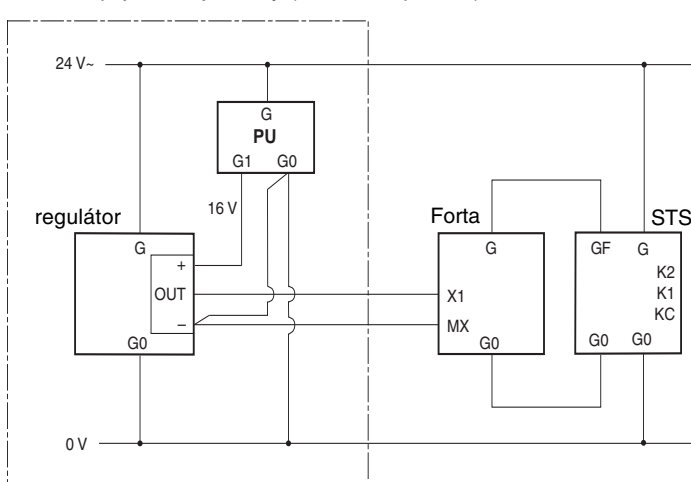 24 V~
G
PU
G1 G0
16 V
regulátor
G
+
OUT
–
G0
Forta
G
X1
MX
G0
STS
GF G
K2
K1
KC
G0 G0
0 V